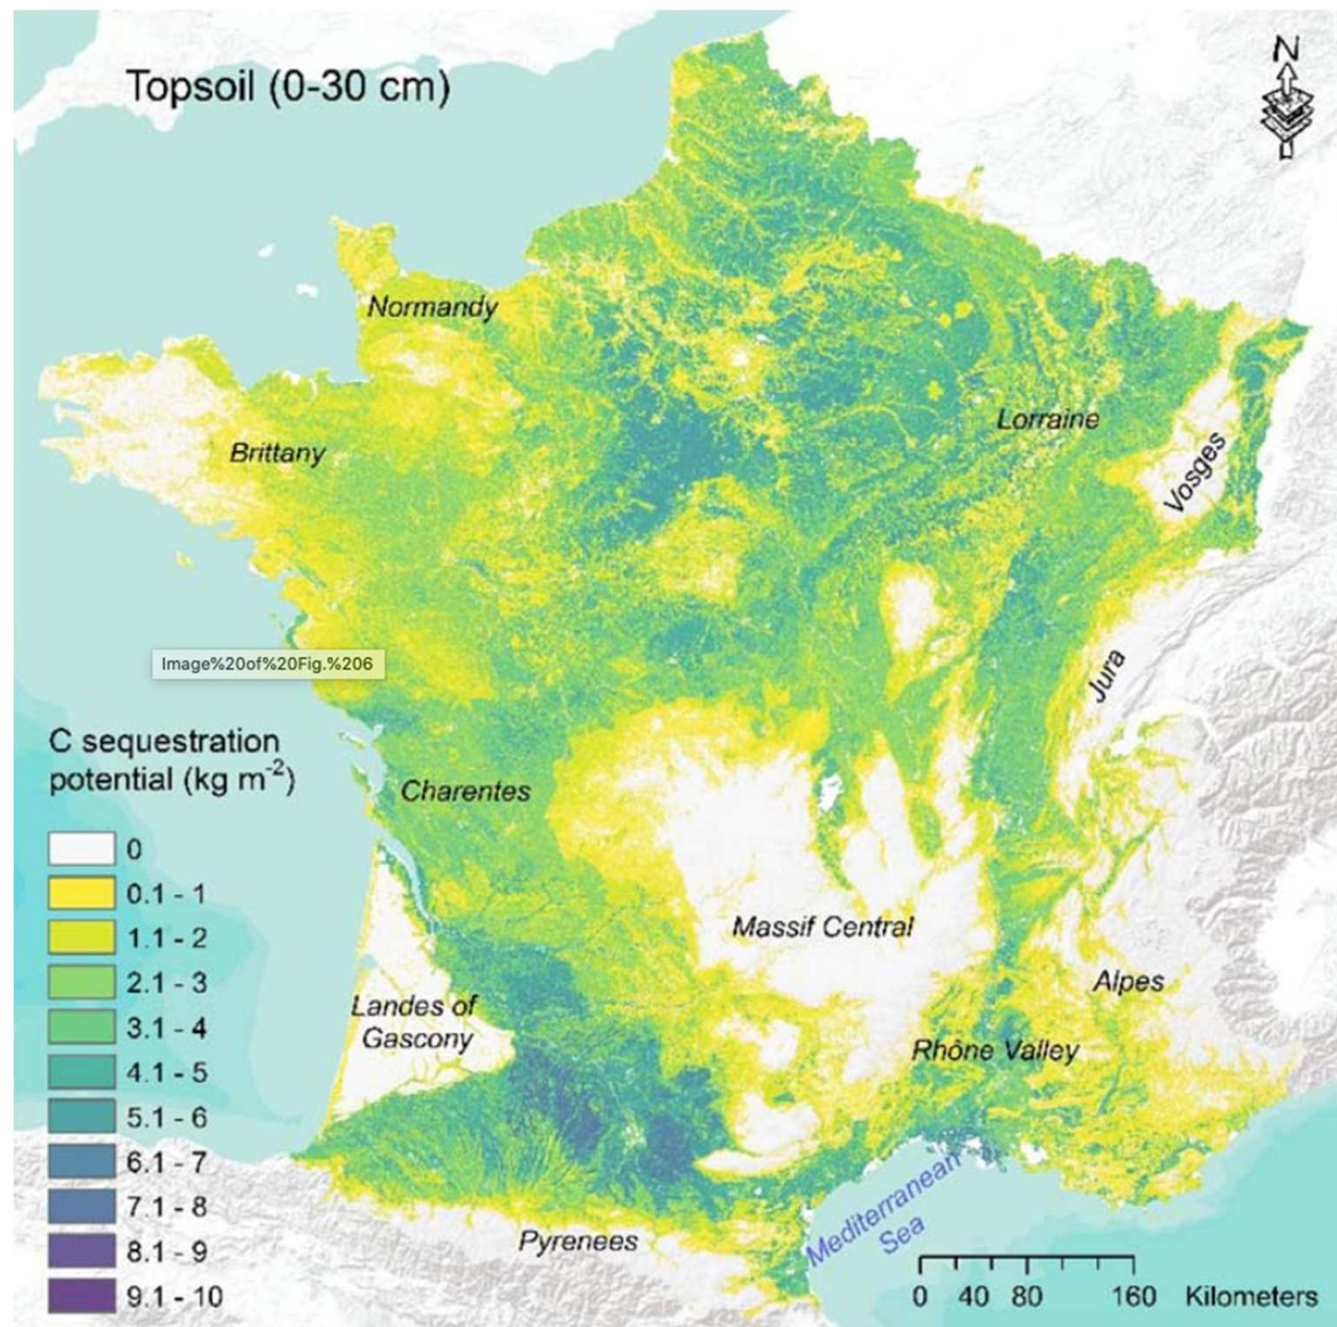 Topsoil (0-30 cm)
N
Normandy
Brittany
Lorraine
Vosges
Image%20of%20Fig.%206
Jura
C sequestration
potential (kg m-2)
Charentes
0
0.1 - 1
1.1 - 2
2.1 - 3
3.1 - 4
4.1 - 5
5.1 - 6
6.1 - 7
7.1 - 8
8.1 - 9
9.1 - 10
Massif Central
Alpes
Landes of
Gascony
Rhône Valley
Mediterranean
Sea
Pyrenees
0 40 80 160 Kilometers